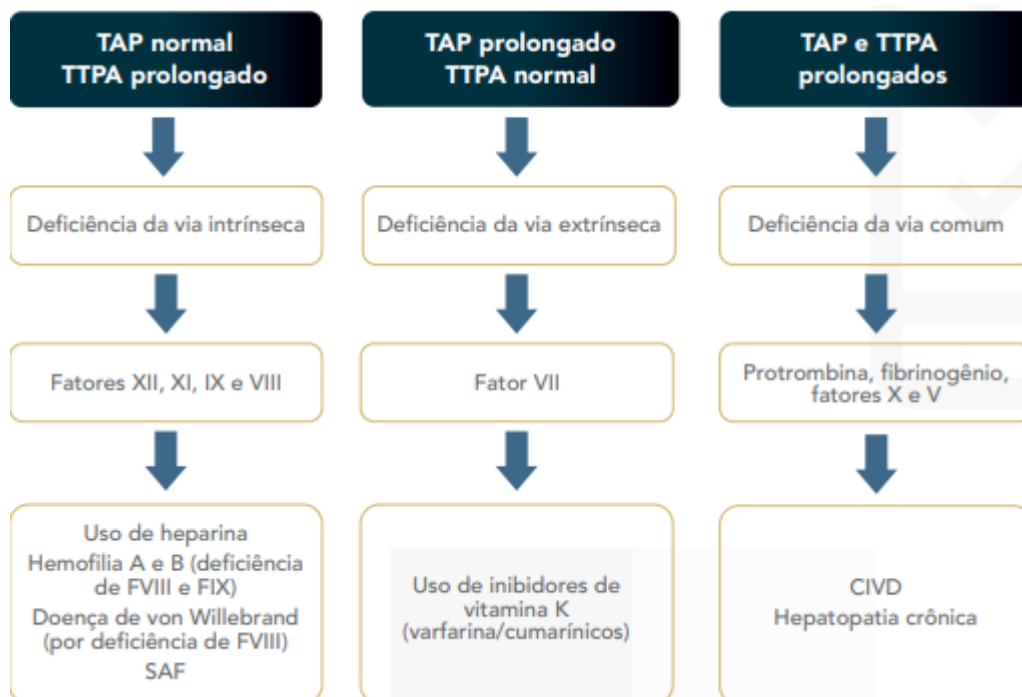 TAP normal
TTPA prolongado
Deficiência da via intrínseca
Fatores XII, XI, IX e VIII
Uso de heparina
Hemofilia A e B (deficiência
de FVIII e FIX)
Doença de von Willebrand
(por deficiência de FVIII)
SAF
TAP prolongado
TTPA normal
Deficiência da via extrínseca
Fator VII
Uso de inibidores de
vitamina K
(varfarina/cumarínicos)
TAP e TTPA
prolongados
Deficiência da via comum
Protrombina, fibrinogênio,
fatores X e V
CIVD
Hepatopatia crônica